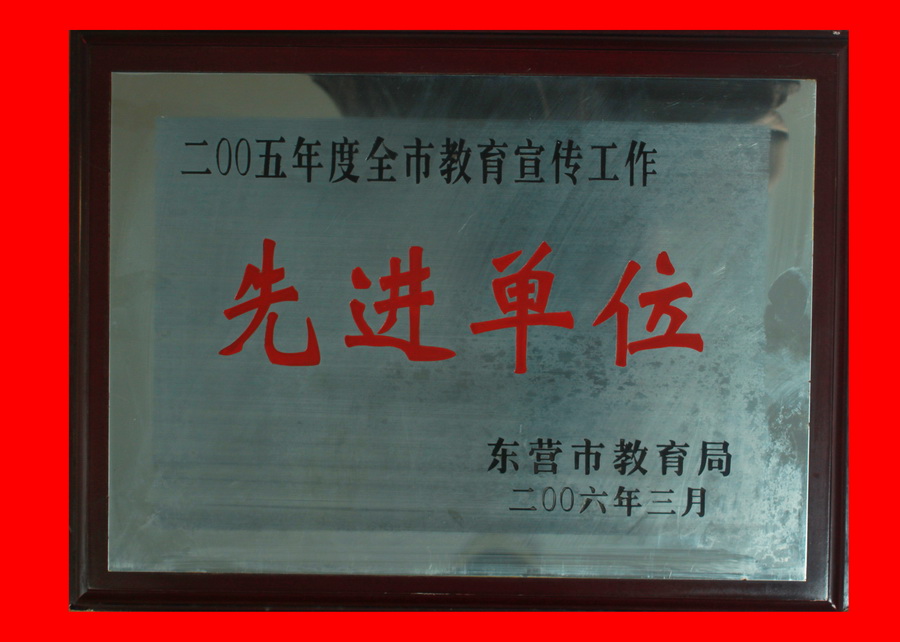 二00五年度全市教育宣传工作
先进单位
东营市教育局
二00六年三月